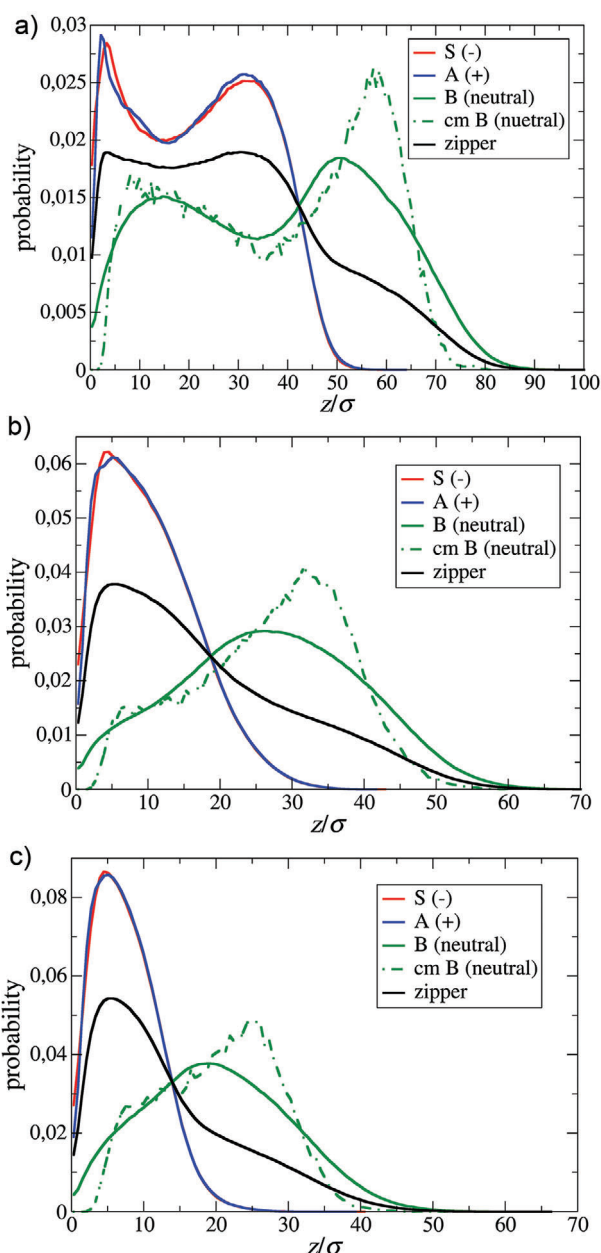 a)
0,03
0,025
0,02
0,015
0,01
0,005
0
probability
S (-)
A (+)
B (neutral)
cm B (nuetral)
zipper
0 10 20 30 40 50 60 70 80 90 100
z/σ
b)
0,06
0,05
0,04
0,03
0,02
0,01
0
probability
S (-)
A (+)
B (neutral)
cm B (neutral)
zipper
0 10 20 30 40 50 60 70
z/σ
c)
0,08
0,06
0,04
0,02
0
probability
S (-)
A (+)
B (neutral)
cm B (neutral)
zipper
0 10 20 30 40 50 60 70
z/σ